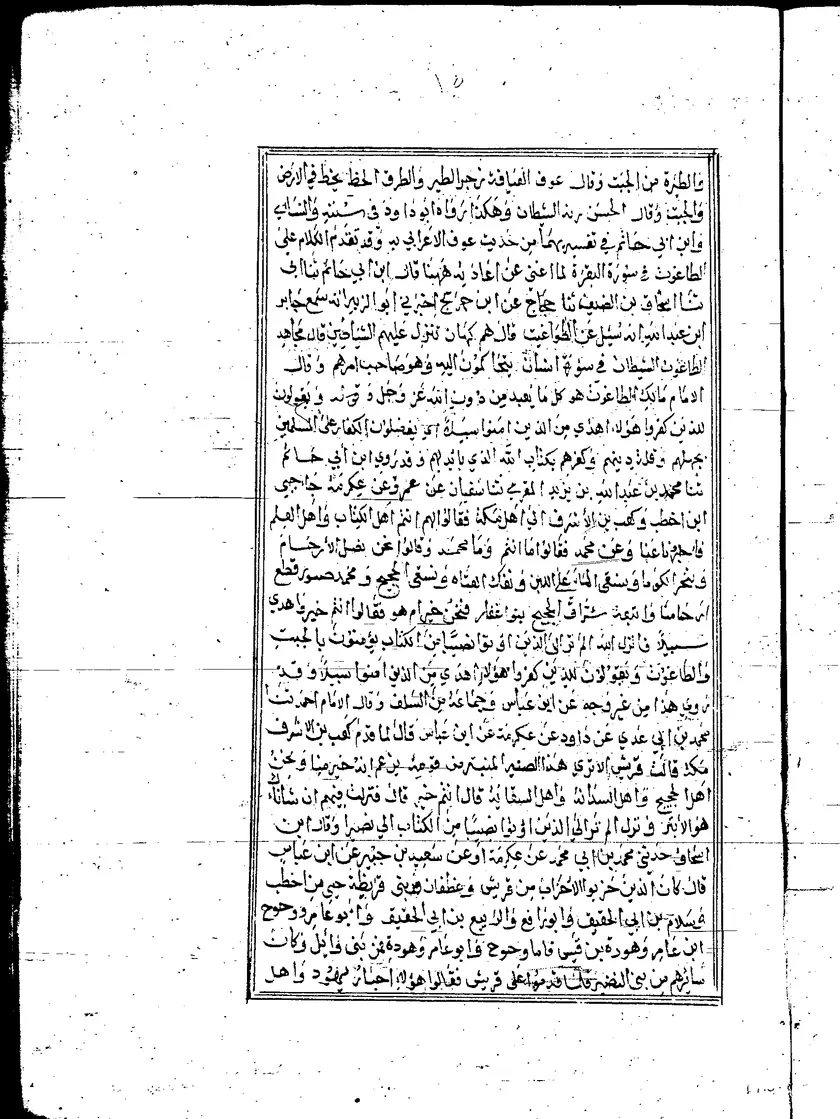 ١٥
والطيرة من الجبت وقال عوف العيافة زجر الطير والطرق الخط يخط في الارض
والجبت وقال الحسن رنة الشيطان وهكذا رواه ابو داود في سننه والنساي
وابن ابي حاتم في تفسيريهما من حديث عوف الاعرابي به وقد تقدم الكلام على
الطاغوت في سورة البقرة لما اغنى عن اعادته ههنا قال ابن ابي حاتم ثنا ابي
ثنا اسحاق بن الضيف ثنا حجاج عن ابن جريج اخبرني ابو الزبير انه سمع جابر
ابن عبد الله انه سئل عن الطواغيت قال هم كهان تنزل عليهم الشياطين قال مجاهد
الطاغوت الشيطان في سورة انسان يتحاكمون اليه وهو صاحب امرهم وقال
الامام مالك الطاغوت هو كل ما يعبد من دون الله عز وجل وقوله ويقولون
للذين كفروا هؤلاء اهدى من الذين امنوا سبيلا اي يفضلون الكفار على المسلمين
بجهلهم وقلة دينهم وكفرهم بكتاب الله الذي بايديهم وقد روى ابن ابي حاتم
ثنا محمد بن عبد الله بن يزيد المقري ثنا سفيان عن عمرو عن عكرمة جا حيى
ابن اخطب وكعب بن الاشرف الى اهل مكة فقالوا لهم انتم اهل الكتاب واهل العلم
فاخبرونا عنا وعن محمد فقالوا ما انتم وما محمد وقالوا نحن نصل الارحام
وننحر الكوما ونسقي الماء على اللبن ونفك العناه ونسقي الحجيج ومحمد صنبور قطع
ارحامنا واتبعه سراق الحجيج بنوا غفار فنحن خير ام هو فقالوا انتم خير واهدي
سبيلا فانزل الله الم تر الى الذين اوتوا نصيبا من الكتاب يؤمنون بالجبت
والطاغوت ويقولون للذين كفروا هؤلاء اهدى من الذين امنوا سبيلا وقد
روي هذا من غير وجه عن ابن عباس وجماعة من السلف وقال الامام احمد ثنا
محمد بن ابي عدي عن داود عن عكرمة عن ابن عباس قال لما قدم كعب بن الاشرف
مكة قالت قريش الا ترى هذا الصنبر المنبتر من قومه يزعم انه خير منا ونحن
اهل الحجيج واهل السدانة واهل السقاية قال انتم خير قال فنزلت فيهم ان شانئك
هو الابتر ونزل الم تر الى الذين اوتوا نصيبا من الكتاب الى نصيرا وقال ابن
اسحاق حدثني محمد بن ابي محمد عن عكرمة او عن سعيد بن جبير عن ابن عباس
قال كان الذين حزبوا الاحزاب من قريش وغطفان وبني قريظة حيى بن اخطب
وسلام بن ابي الحقيق وابو رافع والربيع بن ابي الحقيق وابو عامر ووحوح
ابن عامر وهودة بن قيس فاما وحوح وابو عامر وهودة فمن بني وائل وكان
سائرهم من بني النضير فلما قدموا على قريش فقالوا هؤلاء احبار يهود واهل